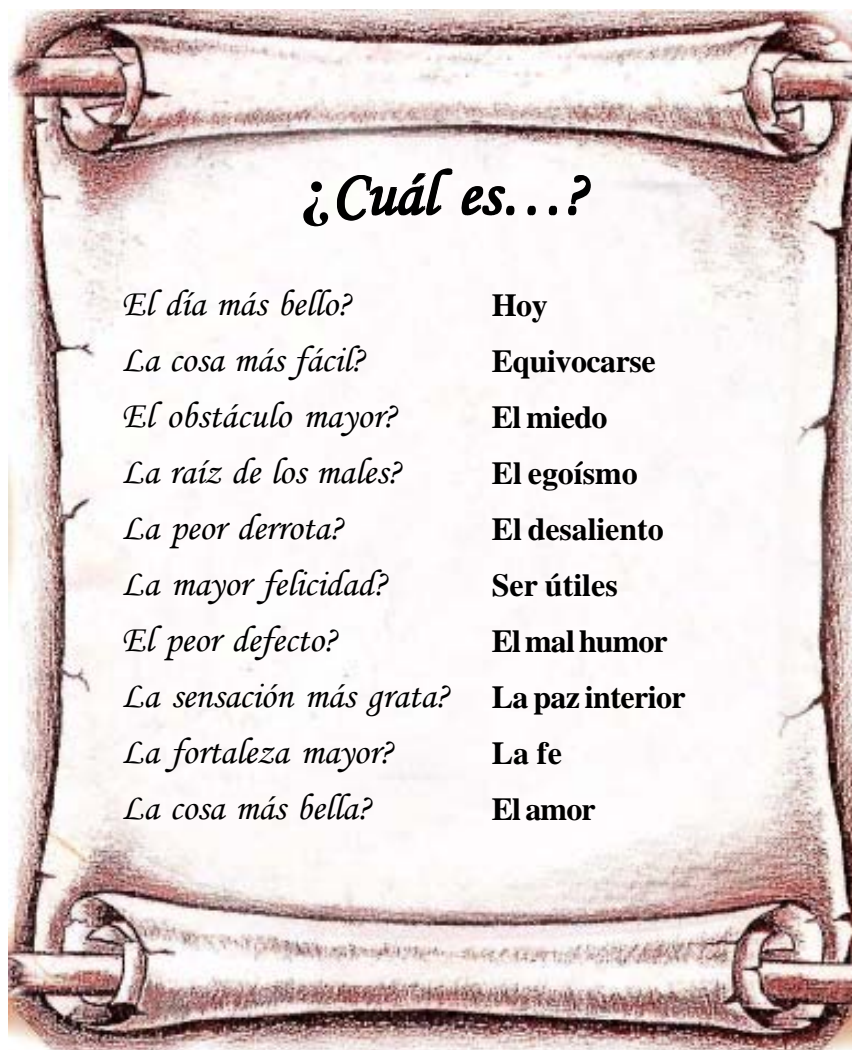 ¿Cuál es...?
El día más bello? Hoy
La cosa más fácil? Equivocarse
El obstáculo mayor? El miedo
La raíz de los males? El egoísmo
La peor derrota? El desaliento
La mayor felicidad? Ser útiles
El peor defecto? El mal humor
La sensación más grata? La paz interior
La fortaleza mayor? La fe
La cosa más bella? El amor